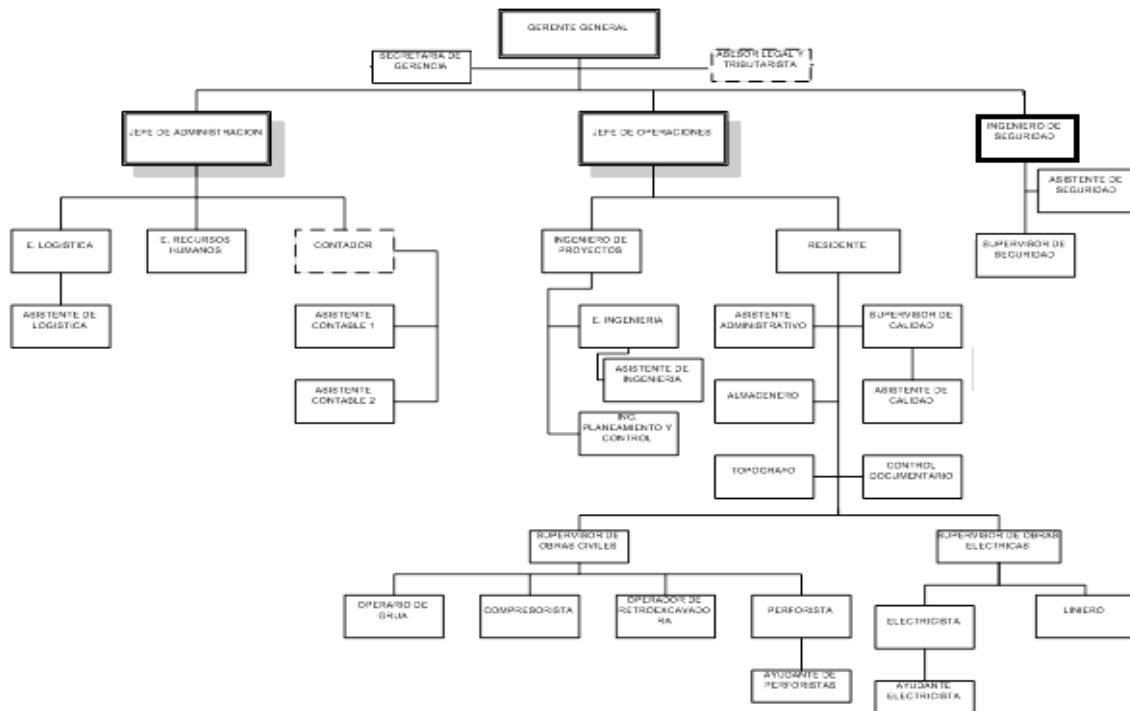 GERENTE GENERAL
SECRETARIA DE
GERENCIA
ASESOR LEGAL Y
TRIBUTARISTA
JEFE DE ADMINISTRACION
JEFE DE OPERACIONES
INGENIERO DE
SEGURIDAD
ASISTENTE DE
SEGURIDAD
SUPERVISOR DE
SEGURIDAD
E. LOGISTICA
E. RECURSOS
HUMANOS
CONTADOR
INGENIERO DE
PROYECTOS
RESIDENTE
ASISTENTE DE
LOGISTICA
ASISTENTE
CONTABLE 1
E. INGENIERIA
ASISTENTE
ADMINISTRATIVO
SUPERVISOR DE
CALIDAD
ASISTENTE DE
INGENIERIA
ASISTENTE
CONTABLE 2
ALMACENERO
ASISTENTE DE
CALIDAD
ING.
PLANEAMIENTO Y
CONTROL
TOPOGRAFO
CONTROL
DOCUMENTARIO
SUPERVISOR DE
OBRAS CIVILES
SUPERVISOR DE OBRAS
ELECTRICAS
OPERARIO DE
GRUA
COMPRESORISTA
OPERADOR DE
RETROEXCAVADO
RA
PERFORISTA
ELECTRICISTA
LINIERO
AYUDANTE DE
PERFORISTAS
AYUDANTE
ELECTRICISTA